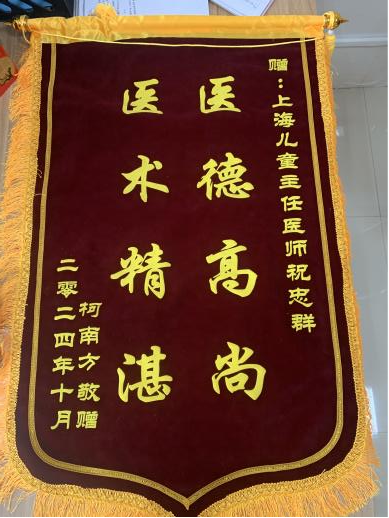 赠：上海儿童主任医师祝忠群
医德高尚
医术精湛
柯南方敬赠
二零二四年十月